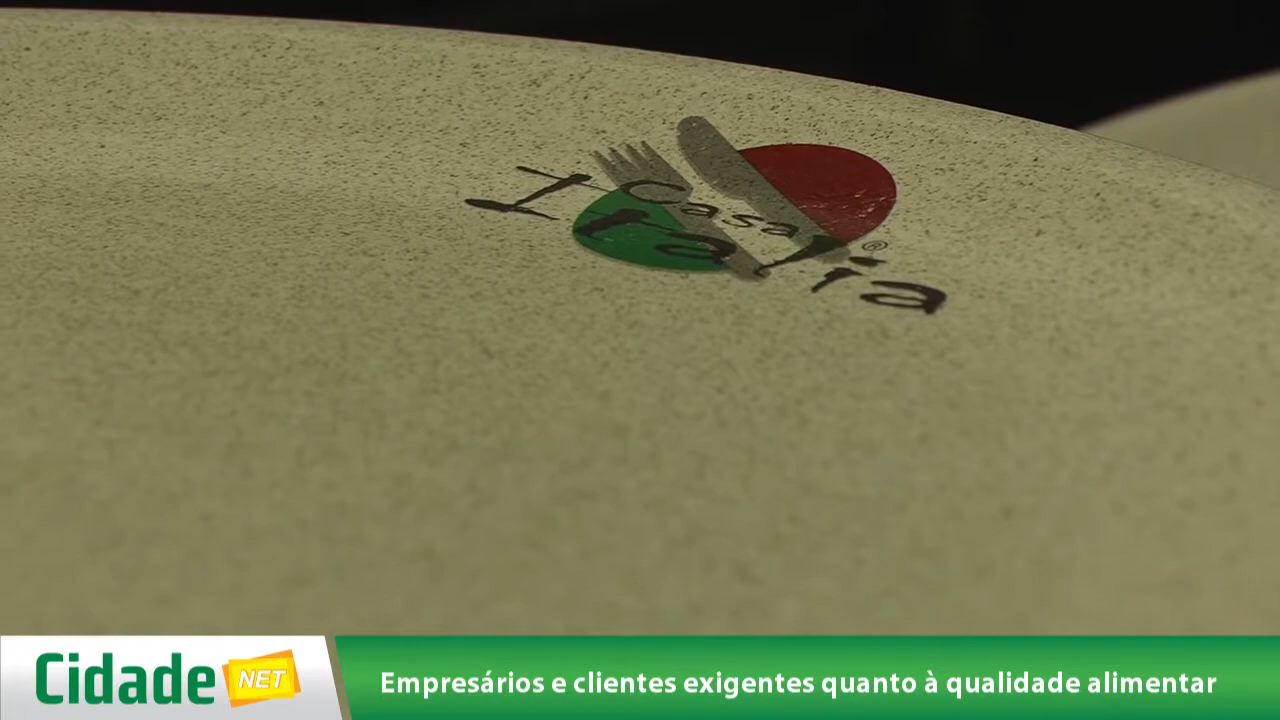 Casa
Italia ®
Cidade NET
Empresários e clientes exigentes quanto à qualidade alimentar